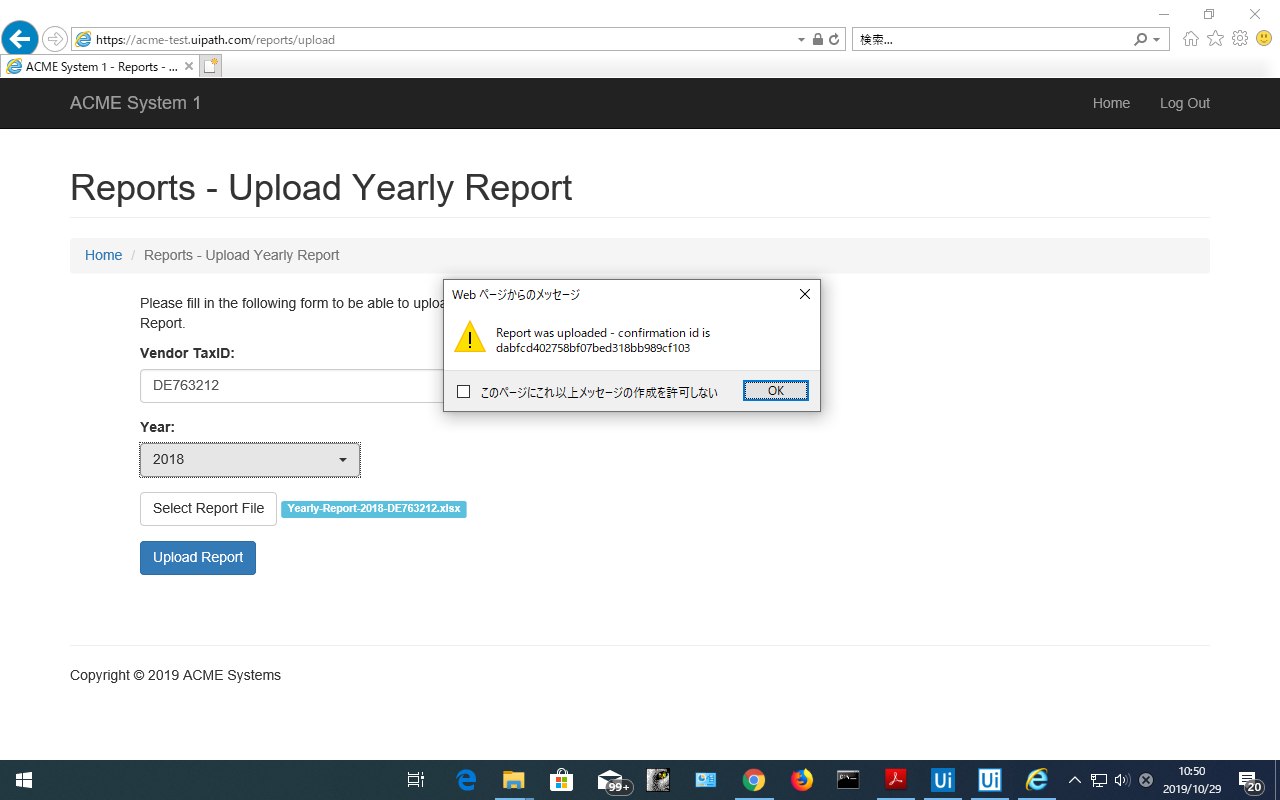 https://acme-test.uipath.com/reports/upload
検索...
ACME System 1 - Reports - ...
ACME System 1
Home
Log Out
Reports - Upload Yearly Report
Home / Reports - Upload Yearly Report
Please fill in the following form to be able to uploa
Report.
Vendor TaxID:
DE763212
Year:
2018
Select Report File
Yearly-Report-2018-DE763212.xlsx
Upload Report
Web ページからのメッセージ
Report was uploaded - confirmation id is
dabfcd402758bf07bed318bb989cf103
このページにこれ以上メッセージの作成を許可しない
OK
Copyright © 2019 ACME Systems
99+
Ui
Ui
10:50
2019/10/29
20